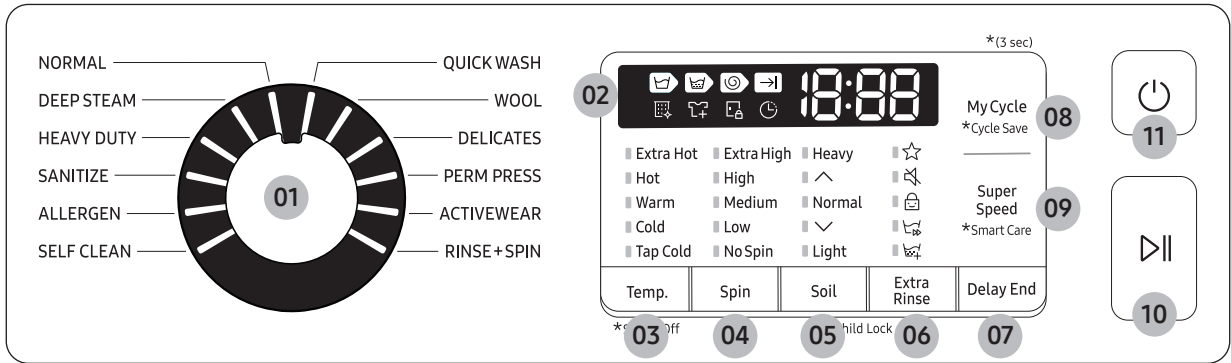 *(3 sec)
NORMAL
DEEP STEAM
HEAVY DUTY
SANITIZE
ALLERGEN
SELF CLEAN
QUICK WASH
WOOL
DELICATES
PERM PRESS
ACTIVEWEAR
RINSE+SPIN
01
02
18:88
Extra Hot Extra High Heavy
Hot High
Warm Medium Normal
Cold Low
Tap Cold No Spin Light
My Cycle
*Cycle Save
08
Super
Speed
*Smart Care
09
11
10
Temp. Spin Soil Extra
Rinse
Delay End
03 04 05 06 07
Lock